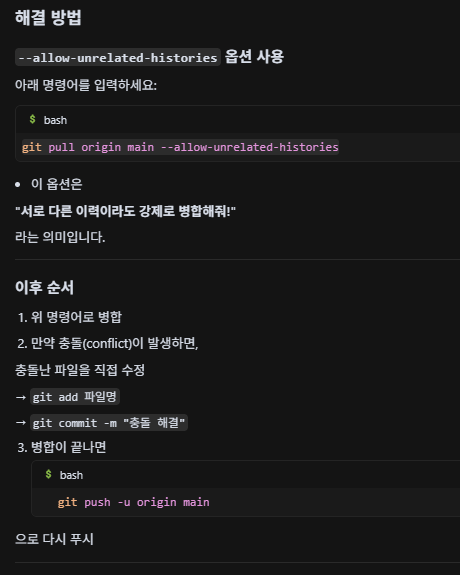 해결 방법
--allow-unrelated-histories 옵션 사용
아래 명령어를 입력하세요:
$ bash
git pull origin main --allow-unrelated-histories
• 이 옵션은
"서로 다른 이력이라도 강제로 병합해줘!"
라는 의미입니다.
이후 순서
1. 위 명령어로 병합
2. 만약 충돌(conflict)이 발생하면,
충돌난 파일을 직접 수정
→ git add 파일명
→ git commit -m "충돌 해결"
3. 병합이 끝나면
$ bash
git push -u origin main
으로 다시 푸시